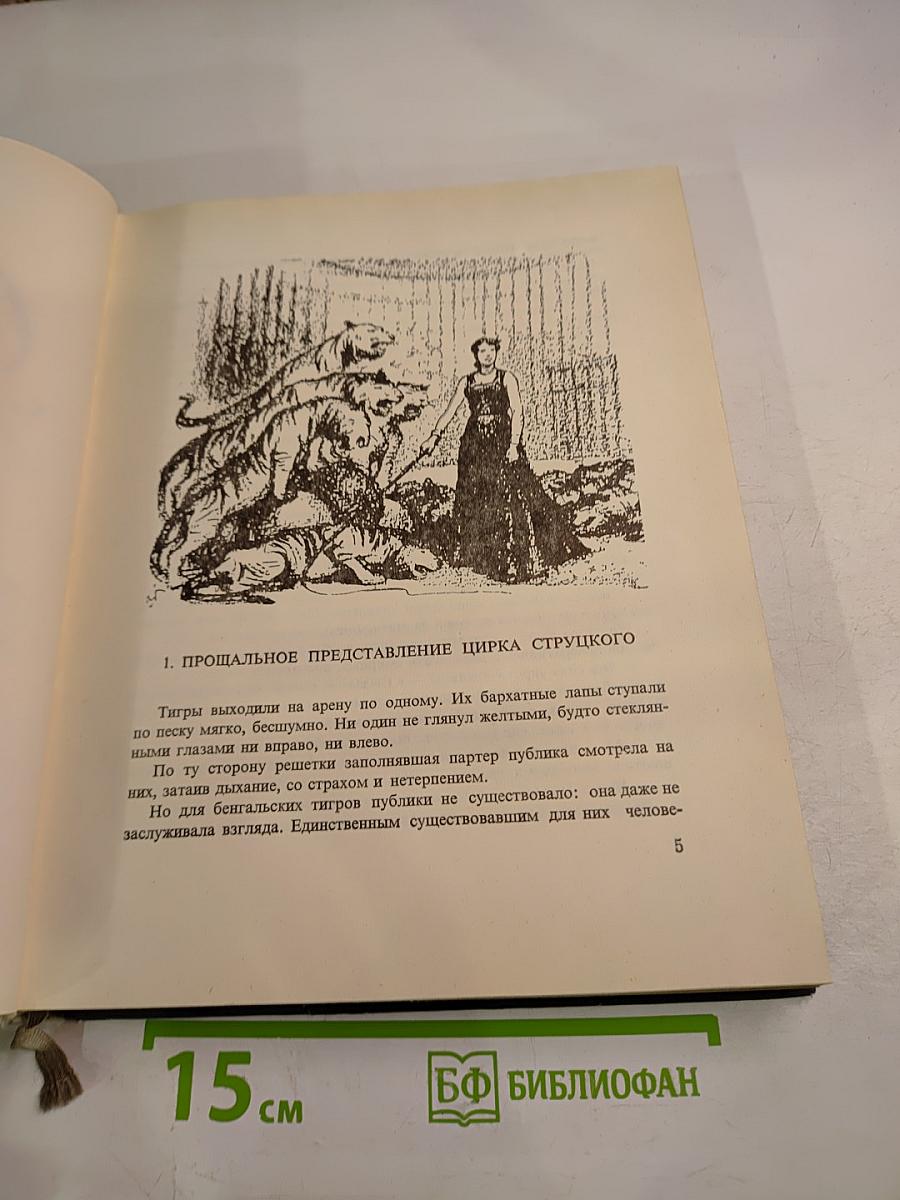 1. ПРОЩАЛЬНОЕ ПРЕДСТАВЛЕНИЕ ЦИРКА СТРУЦКОГО
Тигры выходили на арену по одному. Их бархатные лапы ступали
по песку мягко, бесшумно. Ни один не глянул желтыми, будто стеклян-
ными глазами ни вправо, ни влево.
По ту сторону решетки заполнявшая партер публика смотрела на
них, затаив дыхание, со страхом и нетерпением.
Но для бенгальских тигров публики не существовало: она даже не
заслуживала взгляда. Единственным существовавшим для них челове-
5
15 см
БФ БИБЛИОФАН